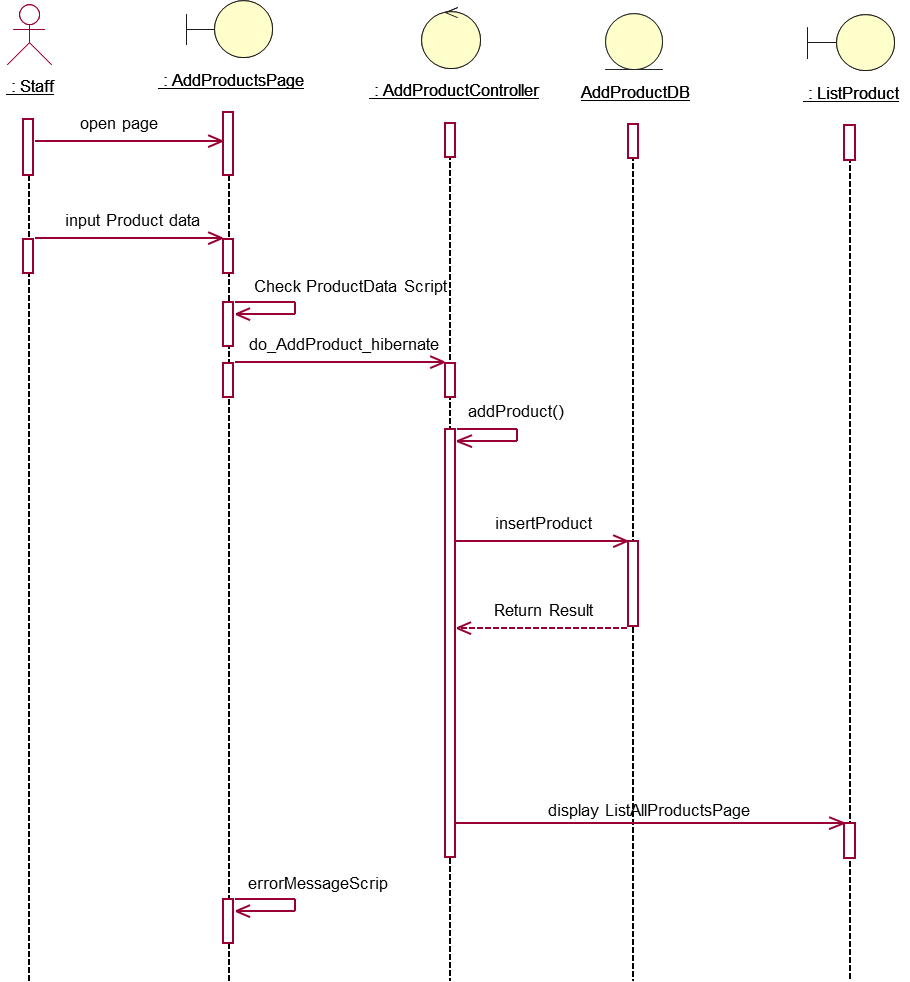 : Staff
: AddProductsPage
: AddProductController
AddProductDB
: ListProduct
open page
input Product data
Check ProductData Script
do_AddProduct_hibernate
addProduct()
insertProduct
Return Result
display ListAllProductsPage
errorMessageScrip